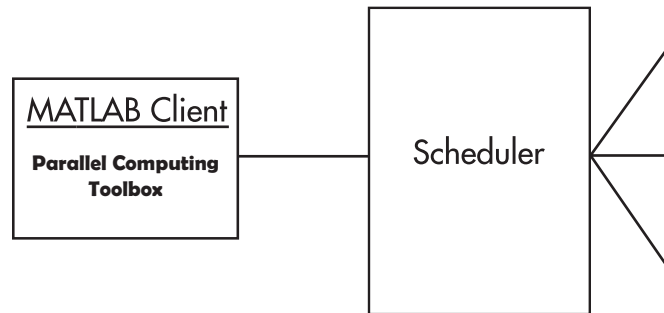 MATLAB Client
Parallel Computing
Toolbox
Scheduler